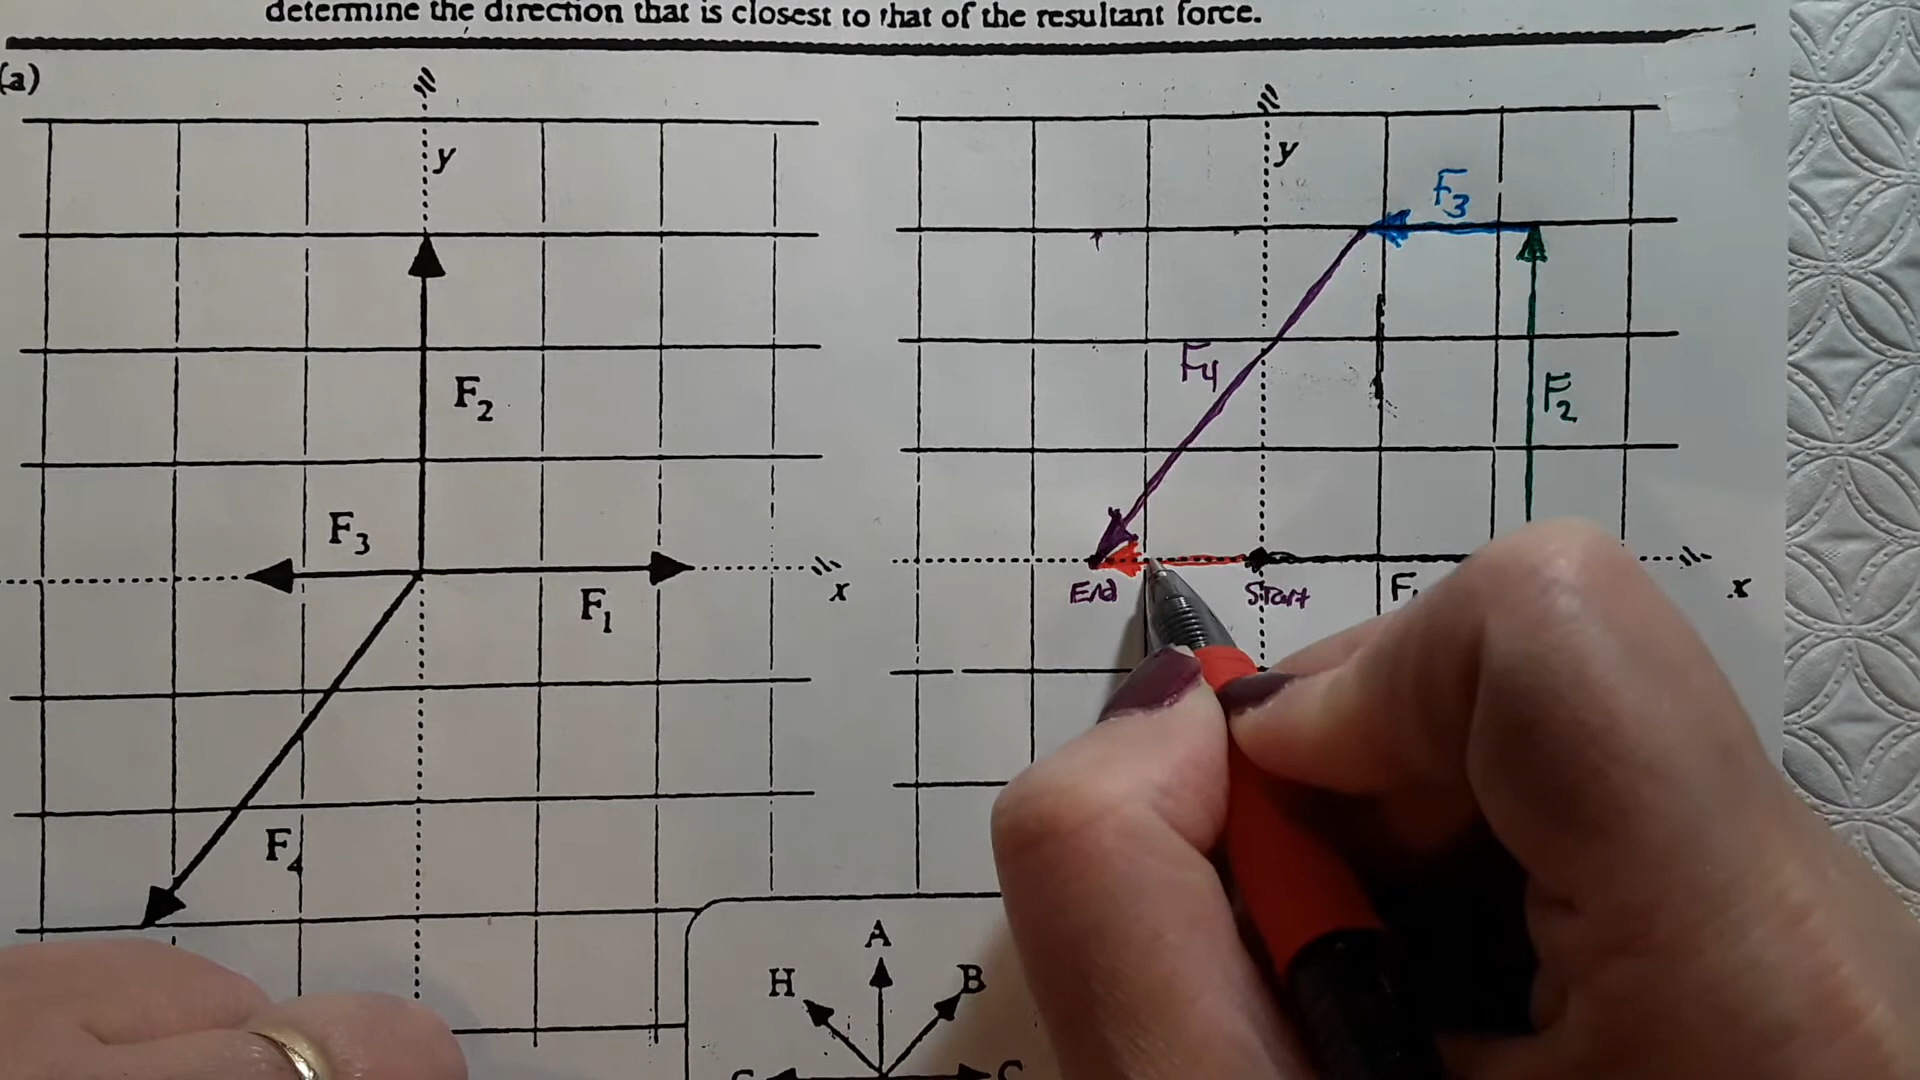 determine the direction that is closest to that of the resultant force.
(a)
y
F2
F3
F1
x
F4
y
F3
F4
F2
End
Start
x
A
H
B
C